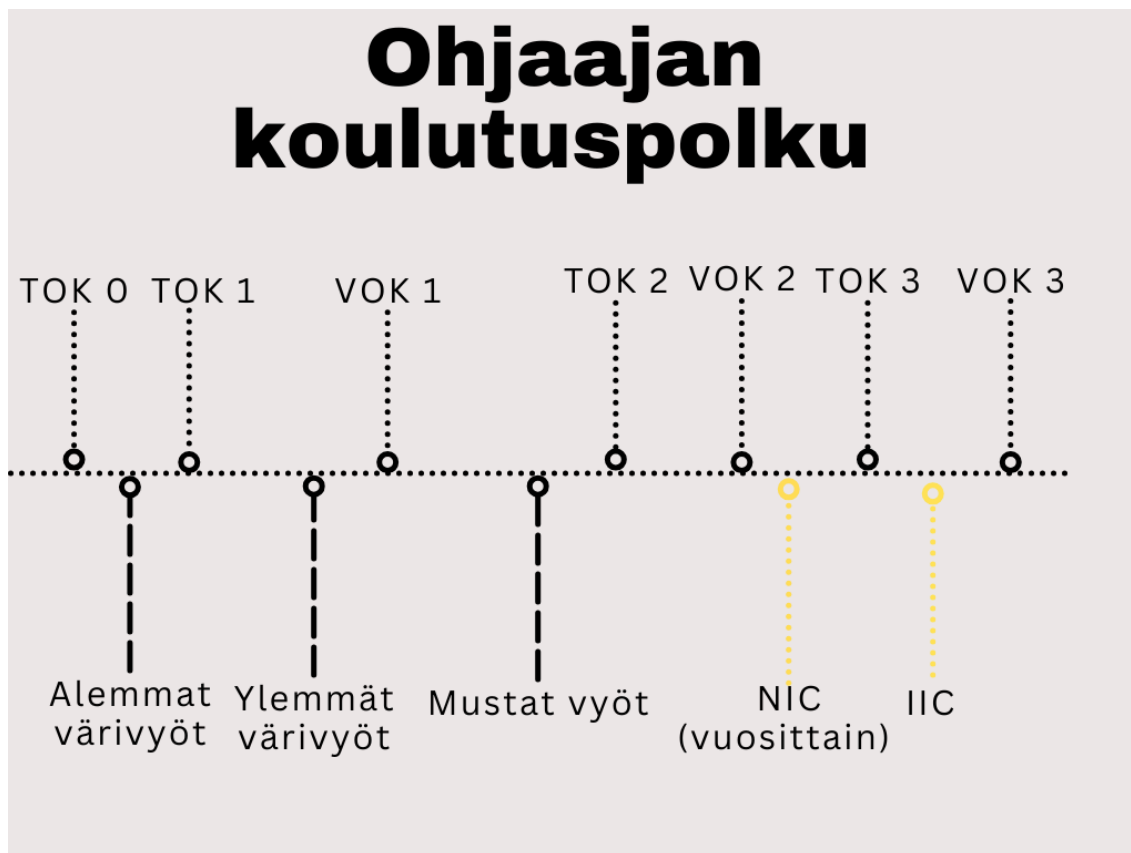 Ohjaajan
koulutuspolku
TOK 0
TOK 1
VOK 1
TOK 2
VOK 2
TOK 3
VOK 3
Alemmat
värivyöt
Ylemmät
värivyöt
Mustat vyöt
NIC
(vuosittain)
IIC